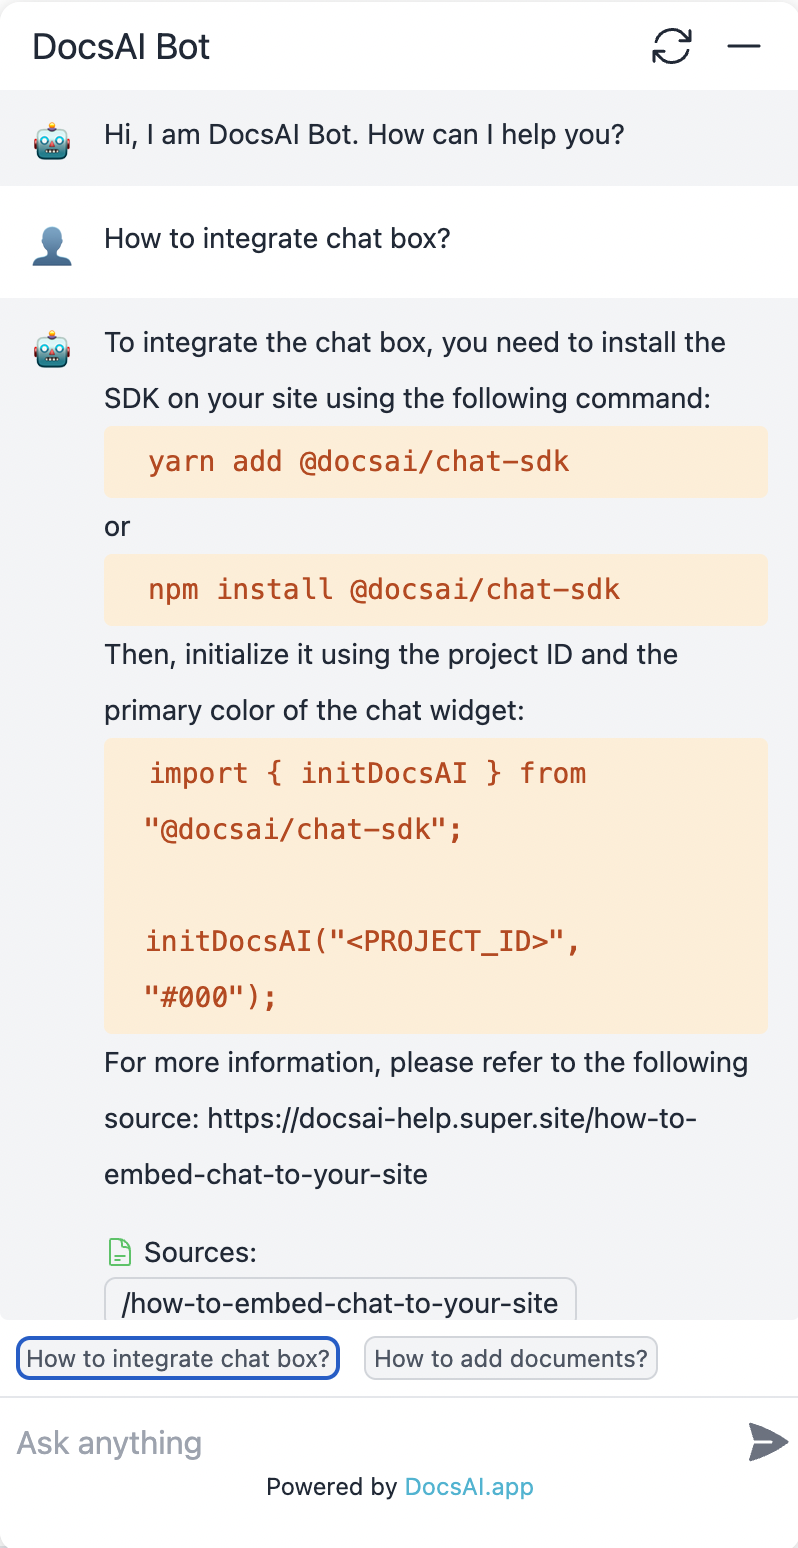 DocsAI Bot
Hi, I am DocsAI Bot. How can I help you?
How to integrate chat box?
To integrate the chat box, you need to install the
SDK on your site using the following command:
yarn add @docsai/chat-sdk
or
npm install @docsai/chat-sdk
Then, initialize it using the project ID and the
primary color of the chat widget:
import { initDocsAI } from
"@docsai/chat-sdk";
initDocsAI("<PROJECT_ID>",
"#000");
For more information, please refer to the following
source: https://docsai-help.super.site/how-to-
embed-chat-to-your-site
Sources:
/how-to-embed-chat-to-your-site
How to integrate chat box? How to add documents?
Ask anything
Powered by DocsAI.app